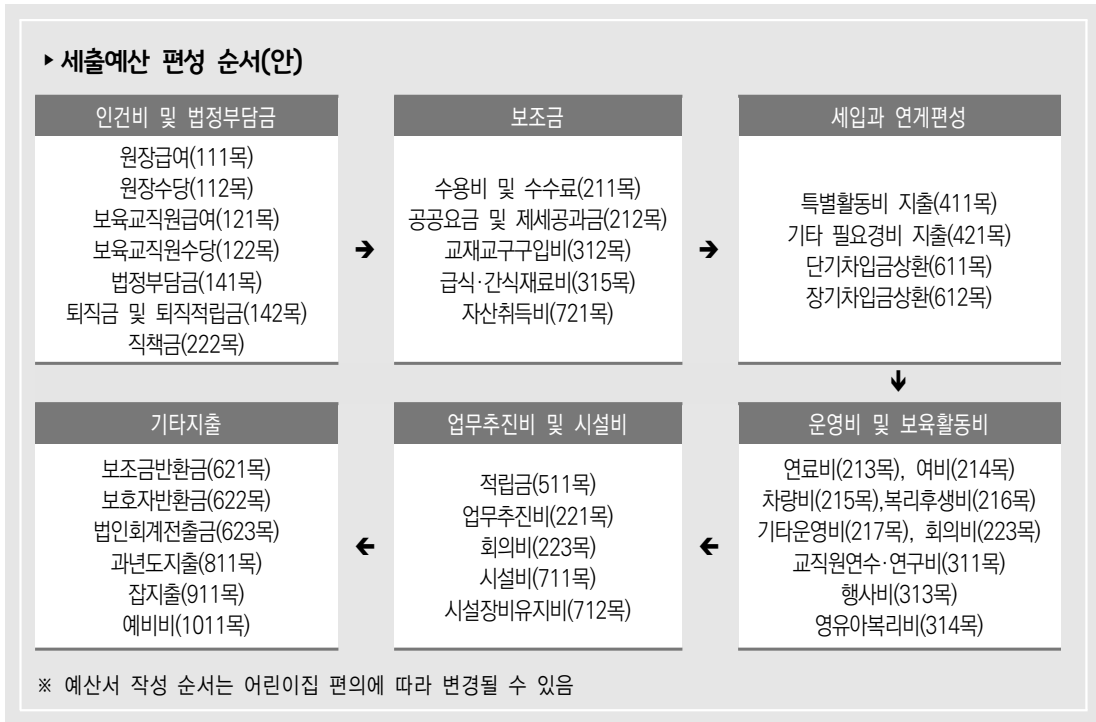 ▸ 세출예산 편성 순서(안)
인건비 및 법정부담금
원장급여(111목)
원장수당(112목)
보육교직원급여(121목)
보육교직원수당(122목)
법정부담금(141목)
퇴직금 및 퇴직적립금(142목)
직책금(222목)
➔
보조금
수용비 및 수수료(211목)
공공요금 및 제세공과금(212목)
교재교구구입비(312목)
급식·간식재료비(315목)
자산취득비(721목)
➔
세입과 연계편성
특별활동비 지출(411목)
기타 필요경비 지출(421목)
단기차입금상환(611목)
장기차입금상환(612목)
🡻
운영비 및 보육활동비
연료비(213목), 여비(214목)
차량비(215목),복리후생비(216목)
기타운영비(217목), 회의비(223목)
교직원연수·연구비(311목)
행사비(313목)
영유아복리비(314목)
🡸
업무추진비 및 시설비
적립금(511목)
업무추진비(221목)
회의비(223목)
시설비(711목)
시설장비유지비(712목)
🡸
기타지출
보조금반환금(621목)
보호자반환금(622목)
법인회계전출금(623목)
과년도지출(811목)
잡지출(911목)
예비비(1011목)
※ 예산서 작성 순서는 어린이집 편의에 따라 변경될 수 있음